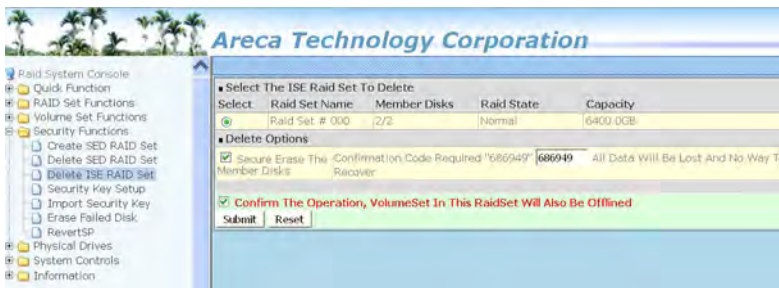 Areca Technology Corporation
Raid System Console
Quick Function
RAID Set Functions
Volume Set Functions
Security Functions
Create SED RAID Set
Delete SED RAID Set
Delete ISE RAID Set
Security Key Setup
Import Security Key
Erase Failed Disk
RevertSP
Physical Drives
System Controls
Information
Select The ISE Raid Set To Delete
Select Raid Set Name Member Disks Raid State Capacity
Raid Set # 000 2/2 Normal 6400.0GB
Delete Options
Secure Erase The Member Disks
Confirmation Code Required "686949" 686949 All Data Will Be Lost And No Way T
Recover
Confirm The Operation, VolumeSet In This RaidSet Will Also Be Offlined
Submit Reset